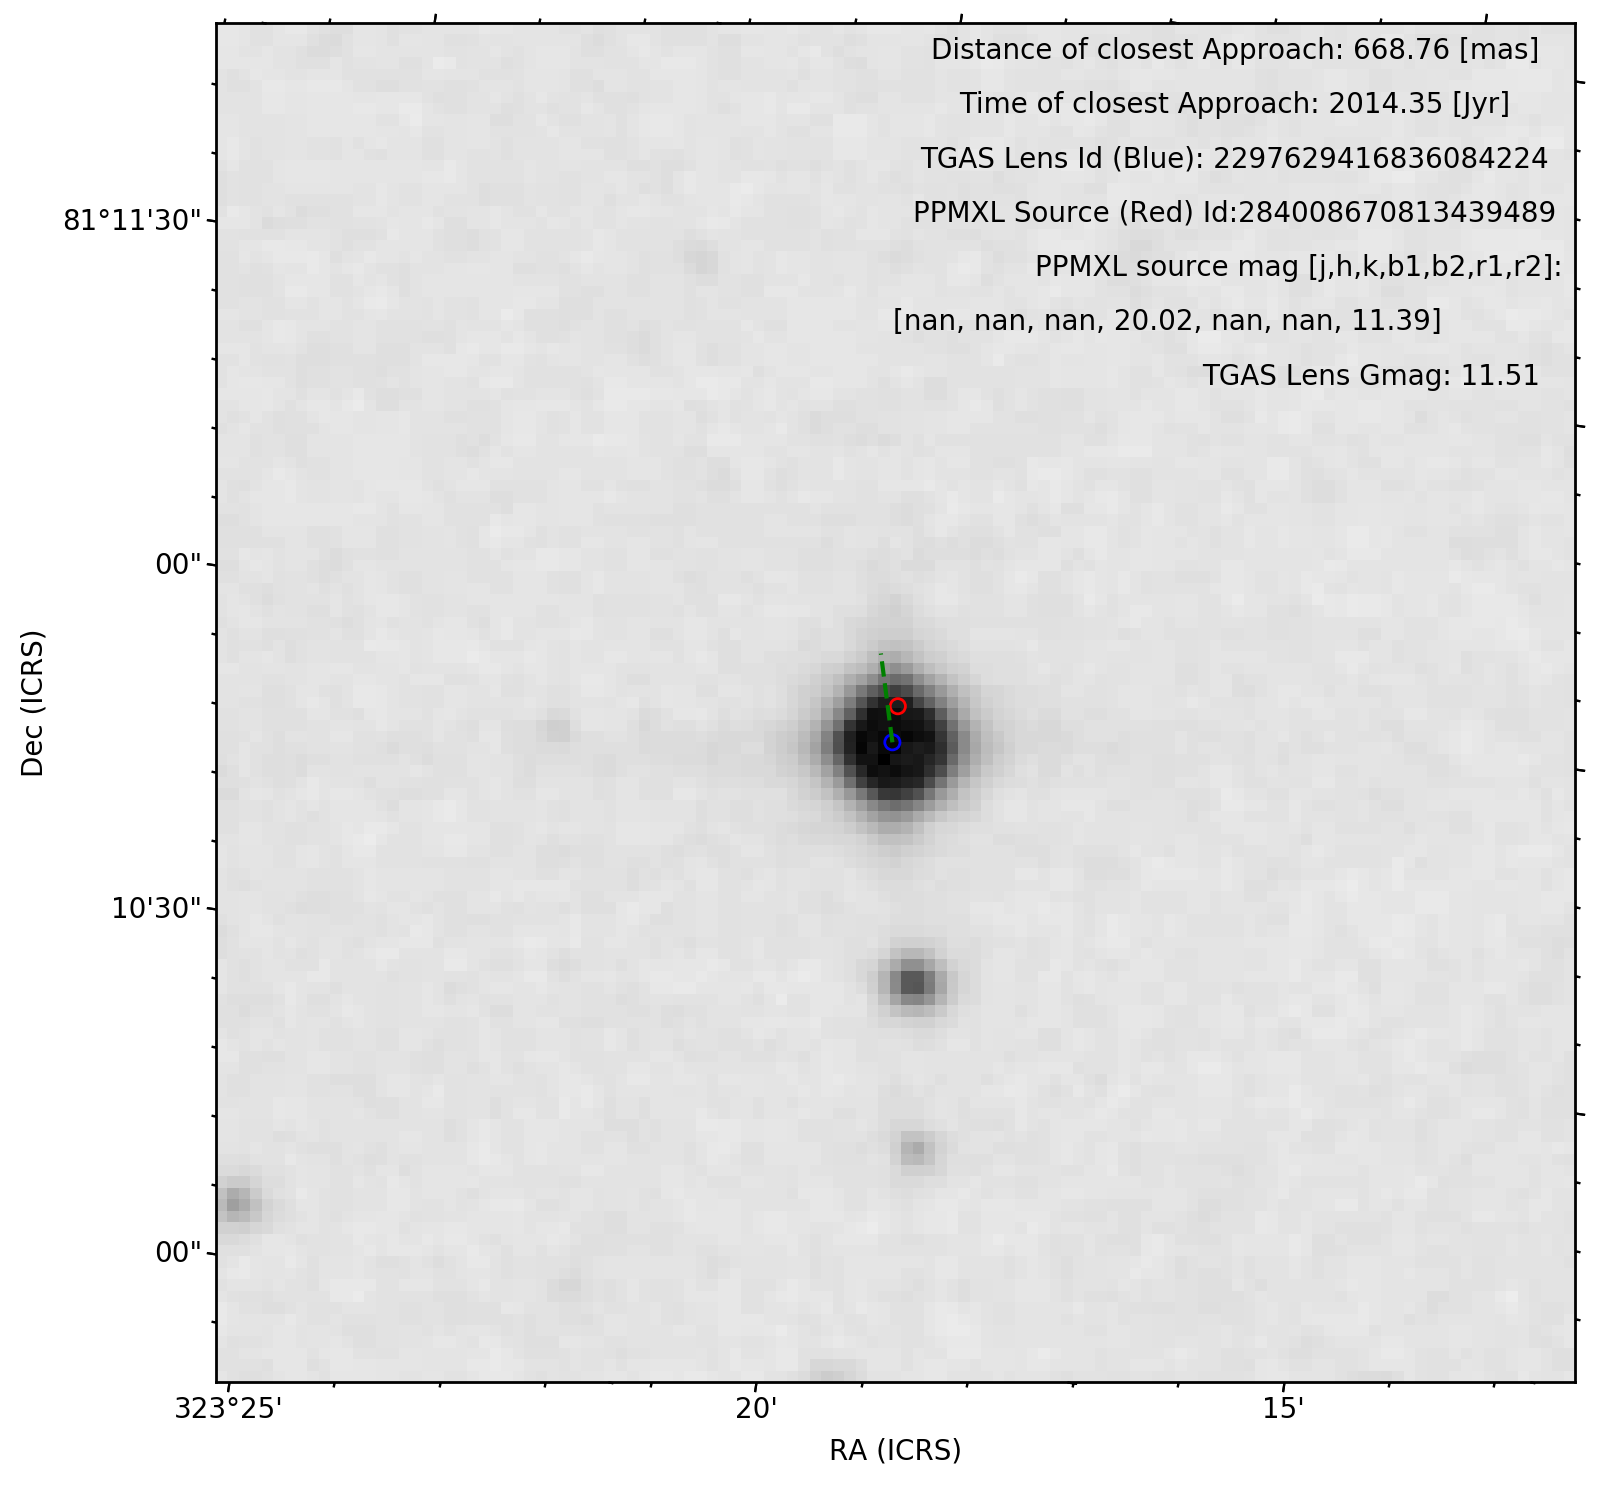 Distance of closest Approach: 668.76 [mas]
Time of closest Approach: 2014.35 [Jyr]
TGAS Lens Id (Blue): 2297629416836084224
PPMXL Source (Red) Id:284008670813439489
PPMXL source mag [j,h,k,b1,b2,r1,r2]:
[nan, nan, nan, 20.02, nan, nan, 11.39]
TGAS Lens Gmag: 11.51
81°11'30"
00"
10'30"
00"
Dec (ICRS)
323°25'
20'
15'
RA (ICRS)